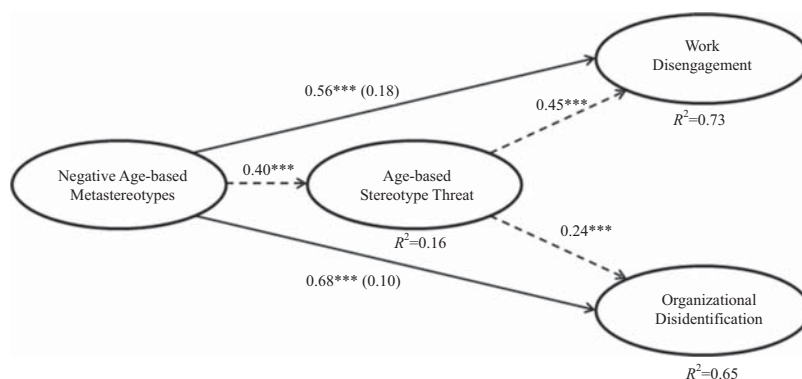 Work
Disengagement
0.56*** (0.18)
0.45***
R²=0.73
Negative Age-based
Metastereotypes
0.40***
Age-based
Stereotype Threat
R²=0.16
0.24***
0.68*** (0.10)
Organizational
Disidentification
R²=0.65